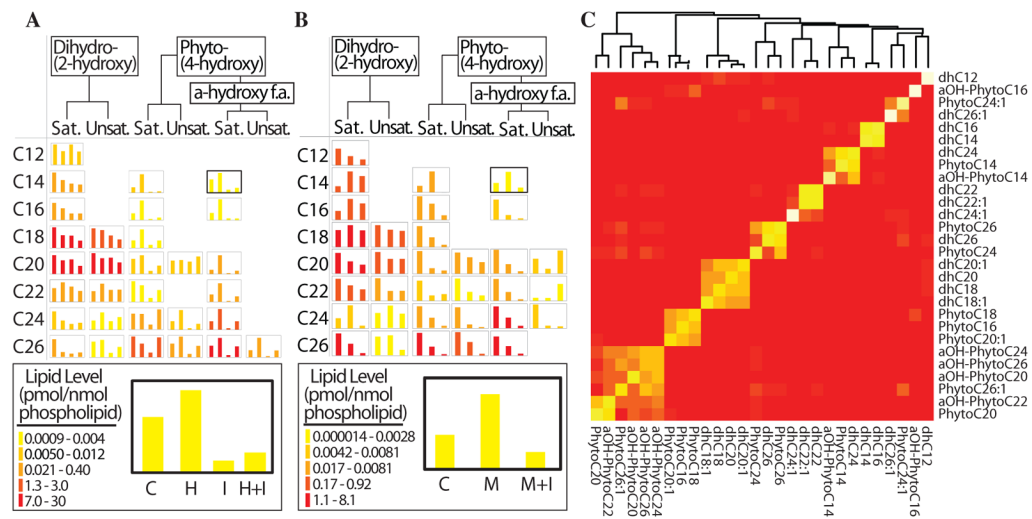 A
Dihydro-
(2-hydroxy)
Phyto-
(4-hydroxy)
a-hydroxy f.a.
Sat. Unsat. Sat. Unsat. Sat. Unsat.
C12
C14
C16
C18
C20
C22
C24
C26
Lipid Level
(pmol/nmol
phospholipid)
0.0009 - 0.004
0.0050 - 0.012
0.021 - 0.40
1.3 - 3.0
7.0 - 30
C H I H+I
B
Dihydro-
(2-hydroxy)
Phyto-
(4-hydroxy)
a-hydroxy f.a.
Sat. Unsat. Sat. Unsat. Sat. Unsat.
C12
C14
C16
C18
C20
C22
C24
C26
Lipid Level
(pmol/nmol
phospholipid)
0.000014 - 0.0028
0.0042 - 0.0081
0.017 - 0.0081
0.17 - 0.92
1.1 - 8.1
C M M+I
C
dhC12
aOH-PhytoC16
PhytoC24:1
dhC26:1
dhC16
dhC14
dhC24
PhytoC14
aOH-PhytoC14
dhC22
dhC22:1
dhC24:1
PhytoC26
dhC26
PhytoC24
dhC20:1
dhC20
dhC18
dhC18:1
PhytoC18
PhytoC16
PhytoC20:1
aOH-PhytoC24
aOH-PhytoC26
aOH-PhytoC20
PhytoC26:1
aOH-PhytoC22
PhytoC20
PhytoC20
aOH-PhytoC22
PhytoC26:1
aOH-PhytoC20
aOH-PhytoC26
aOH-PhytoC24
PhytoC20:1
PhytoC16
PhytoC18
dhC18:1
dhC18
dhC20
dhC20:1
PhytoC24
dhC26
PhytoC26
dhC24:1
dhC22:1
dhC22
aOH-PhytoC14
PhytoC14
dhC24
dhC14
dhC16
dhC26:1
PhytoC24:1
aOH-PhytoC16
dhC12